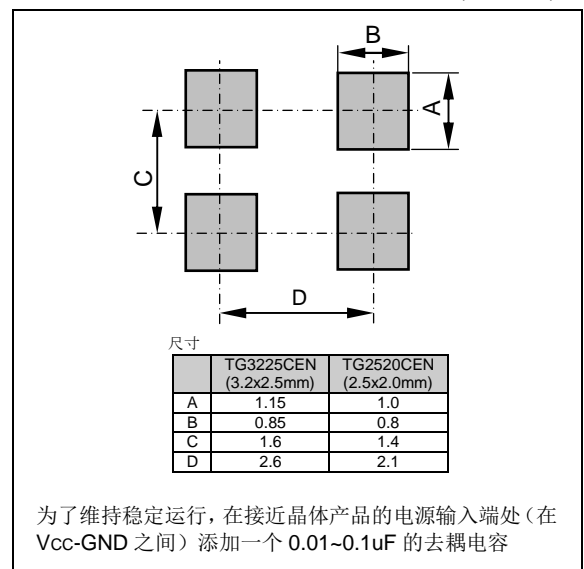 B
A
C
D
尺寸
TG3225CEN TG2520CEN
(3.2x2.5mm) (2.5x2.0mm)
A 1.15 1.0
B 0.85 0.8
C 1.6 1.4
D 2.6 2.1
为了维持稳定运行，在接近晶体产品的电源输入端处（在
Vcc-GND 之间）添加一个 0.01~0.1uF 的去耦电容